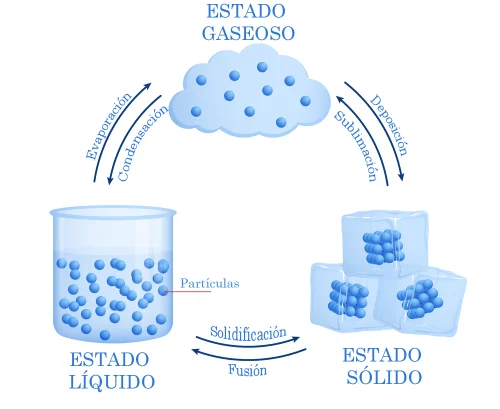 ESTADO
GASEOSO
Evaporación
Condensación
Deposición
Sublimación
Partículas
Solidificación
Fusión
ESTADO
LÍQUIDO
ESTADO
SÓLIDO